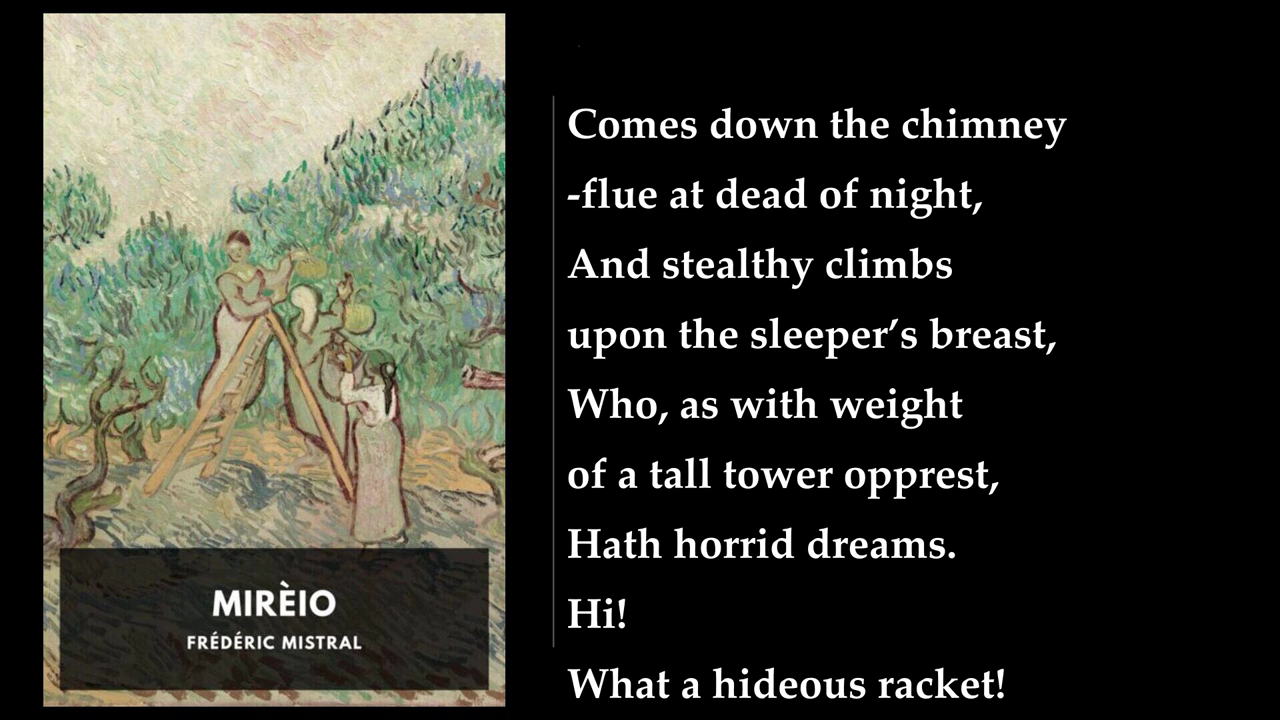 MIRÈIO
FRÉDÉRIC MISTRAL
Comes down the chimney
-flue at dead of night,
And stealthy climbs
upon the sleeper’s breast,
Who, as with weight
of a tall tower opprest,
Hath horrid dreams.
Hi!
What a hideous racket!